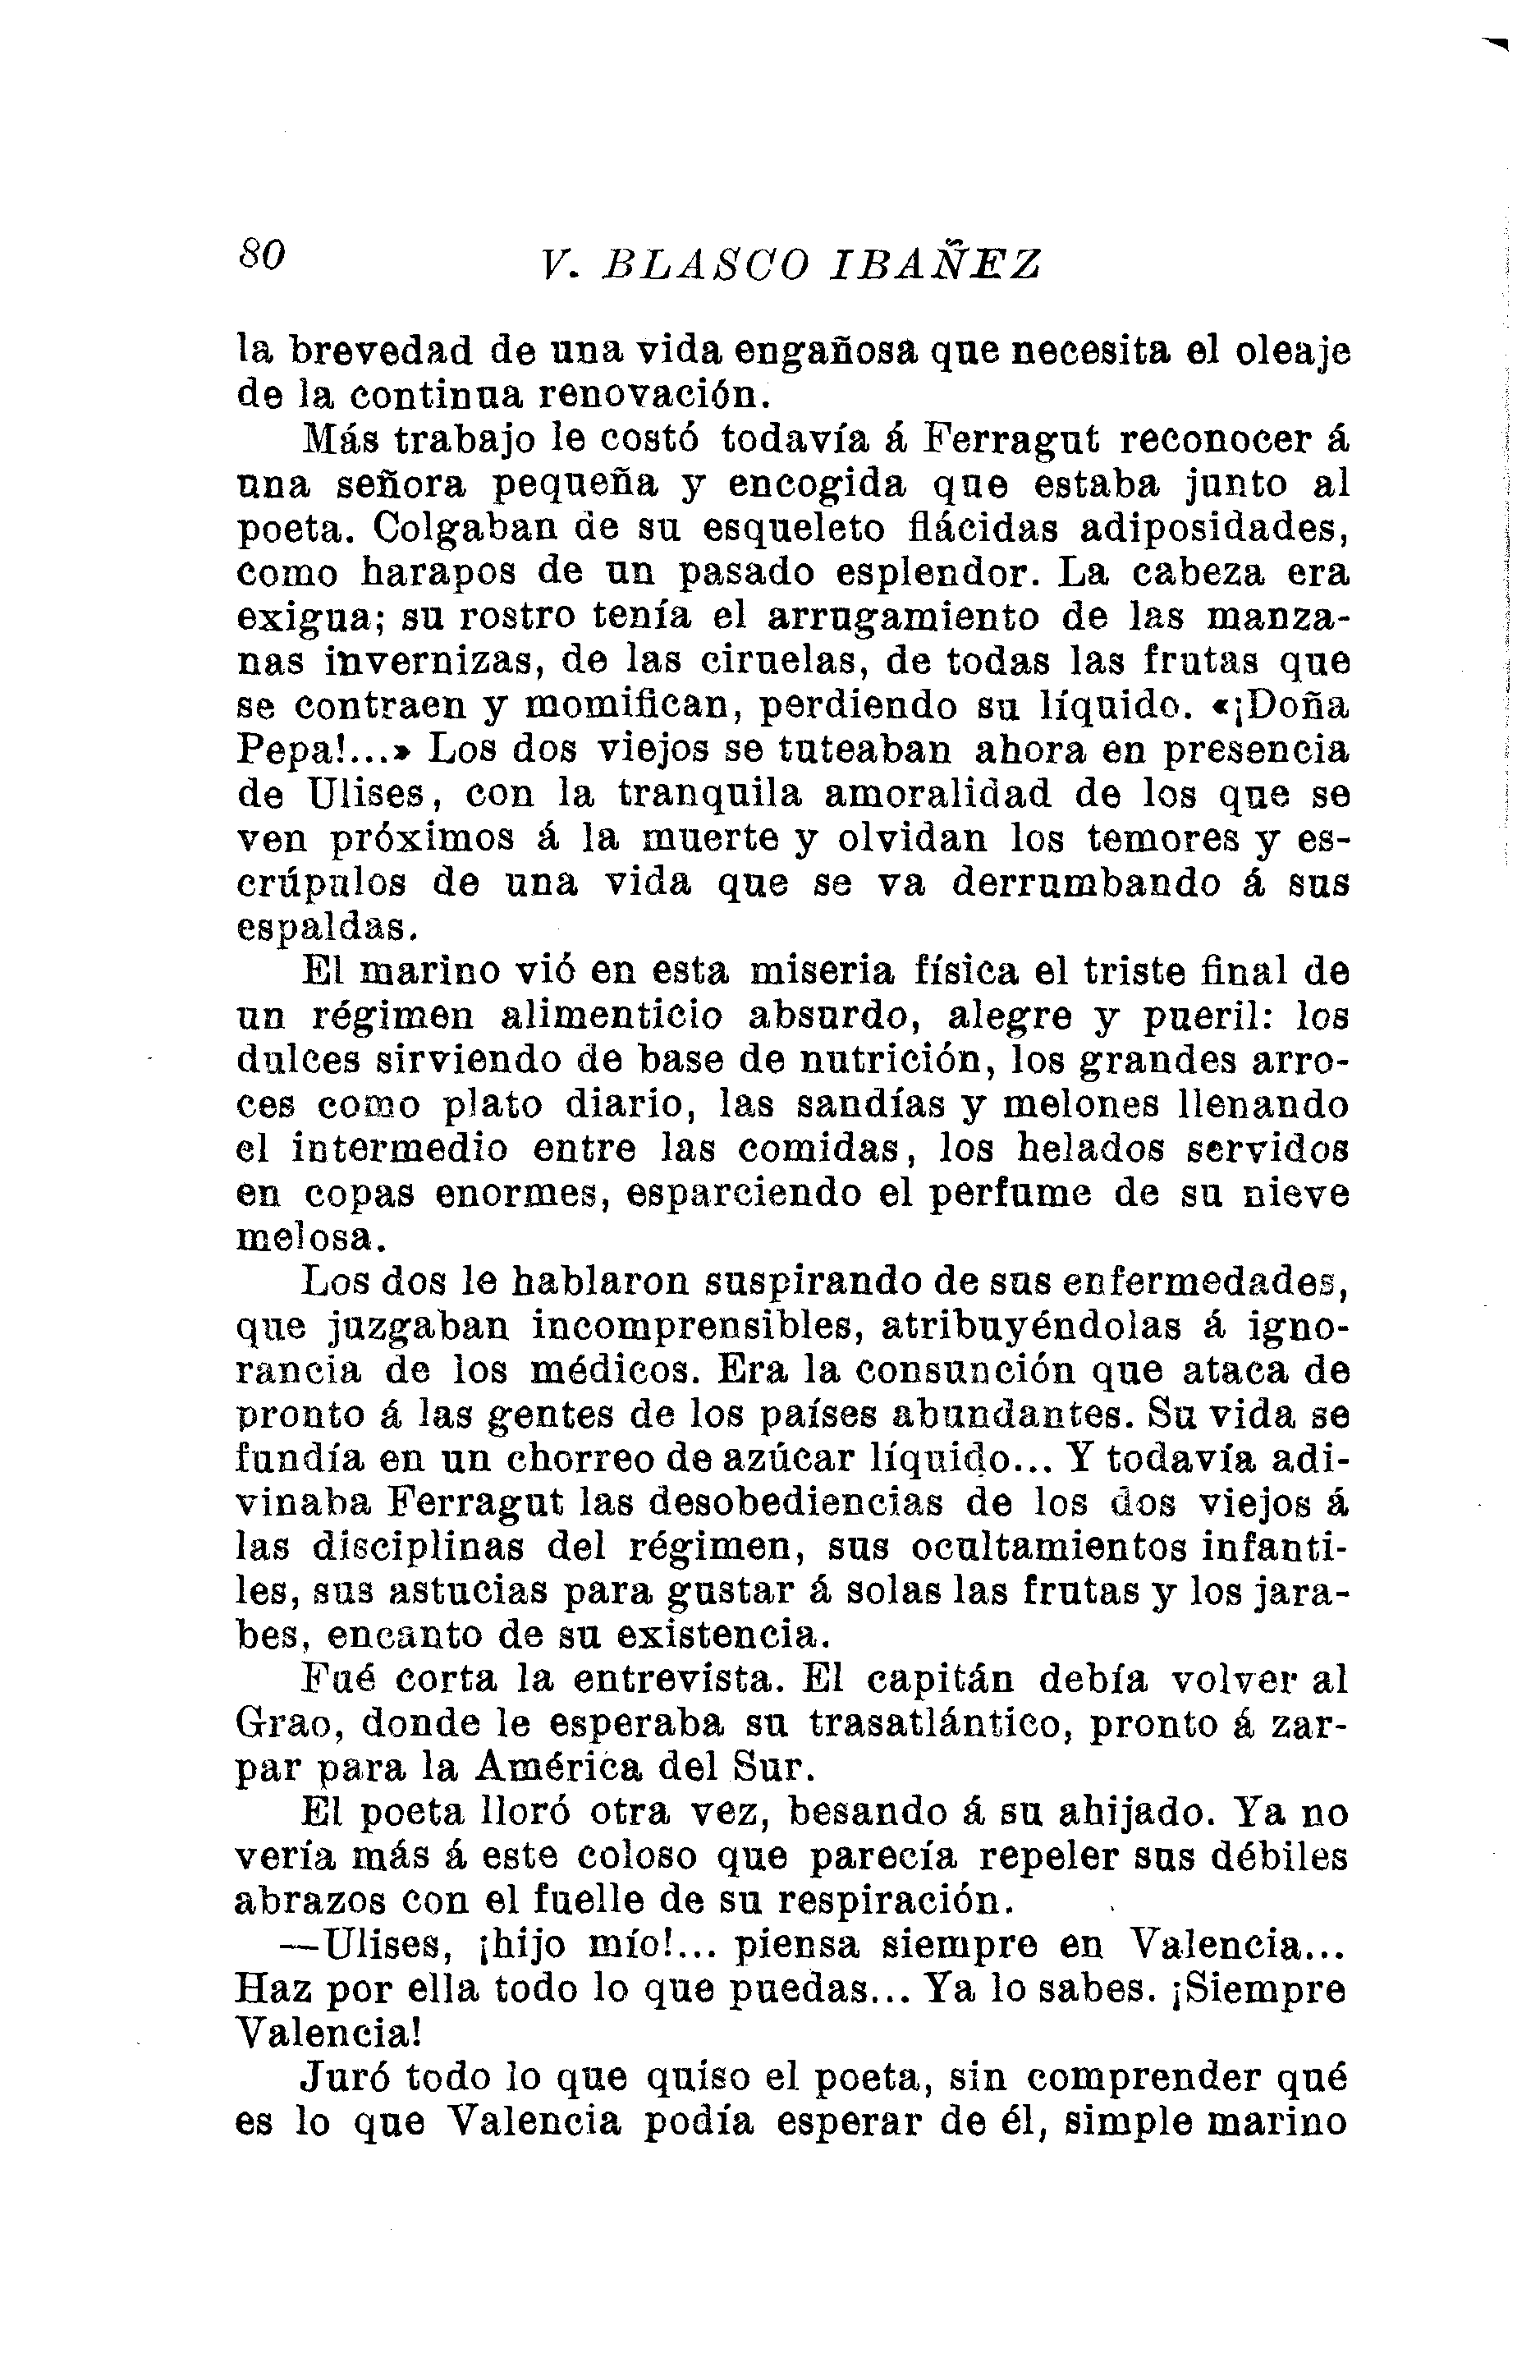 80
V. BLASCO IBAÑEZ
la brevedad de una vida engañosa que necesita el oleaje
de la continua renovación.
Más trabajo le costó todavía á Ferragut reconocer á
una señora pequeña y encogida que estaba junto al
poeta. Colgaban de su esqueleto flácidas adiposidades,
como harapos de un pasado esplendor. La cabeza era
exigua; su rostro tenía el arrugamiento de las manza-
nas invernizas, de las ciruelas, de todas las frutas que
se contraen y momifican, perdiendo su líquido. «¡Doña
Pepa!...» Los dos viejos se tuteaban ahora en presencia
de Ulises, con la tranquila amoralidad de los que se
ven próximos á la muerte y olvidan los temores y es-
crúpulos de una vida que se va derrumbando á sus
espaldas.
El marino vió en esta miseria física el triste final de
un régimen alimenticio absurdo, alegre y pueril: los
dulces sirviendo de base de nutrición, los grandes arro-
ces como plato diario, las sandías y melones llenando
el intermedio entre las comidas, los helados servidos
en copas enormes, esparciendo el perfume de su nieve
melosa.
Los dos le hablaron suspirando de sus enfermedades,
que juzgaban incomprensibles, atribuyéndolas á igno-
rancia de los médicos. Era la consunción que ataca de
pronto á las gentes de los países abundantes. Su vida se
fundía en un chorreo de azúcar líquido... Y todavía adi-
vinaba Ferragut las desobediencias de los dos viejos á
las disciplinas del régimen, sus ocultamientos infanti-
les, sus astucias para gustar á solas las frutas y los jara-
bes, encanto de su existencia.
Fué corta la entrevista. El capitán debía volver al
Grao, donde le esperaba su trasatlántico, pronto á zar-
par para la América del Sur.
El poeta lloró otra vez, besando á su ahijado. Ya no
vería más á este coloso que parecía repeler sus débiles
abrazos con el fuelle de su respiración.
—Ulises, ¡hijo mío!... piensa siempre en Valencia...
Haz por ella todo lo que puedas... Ya lo sabes. ¡Siempre
Valencia!
Juró todo lo que quiso el poeta, sin comprender qué
es lo que Valencia podía esperar de él, simple marino